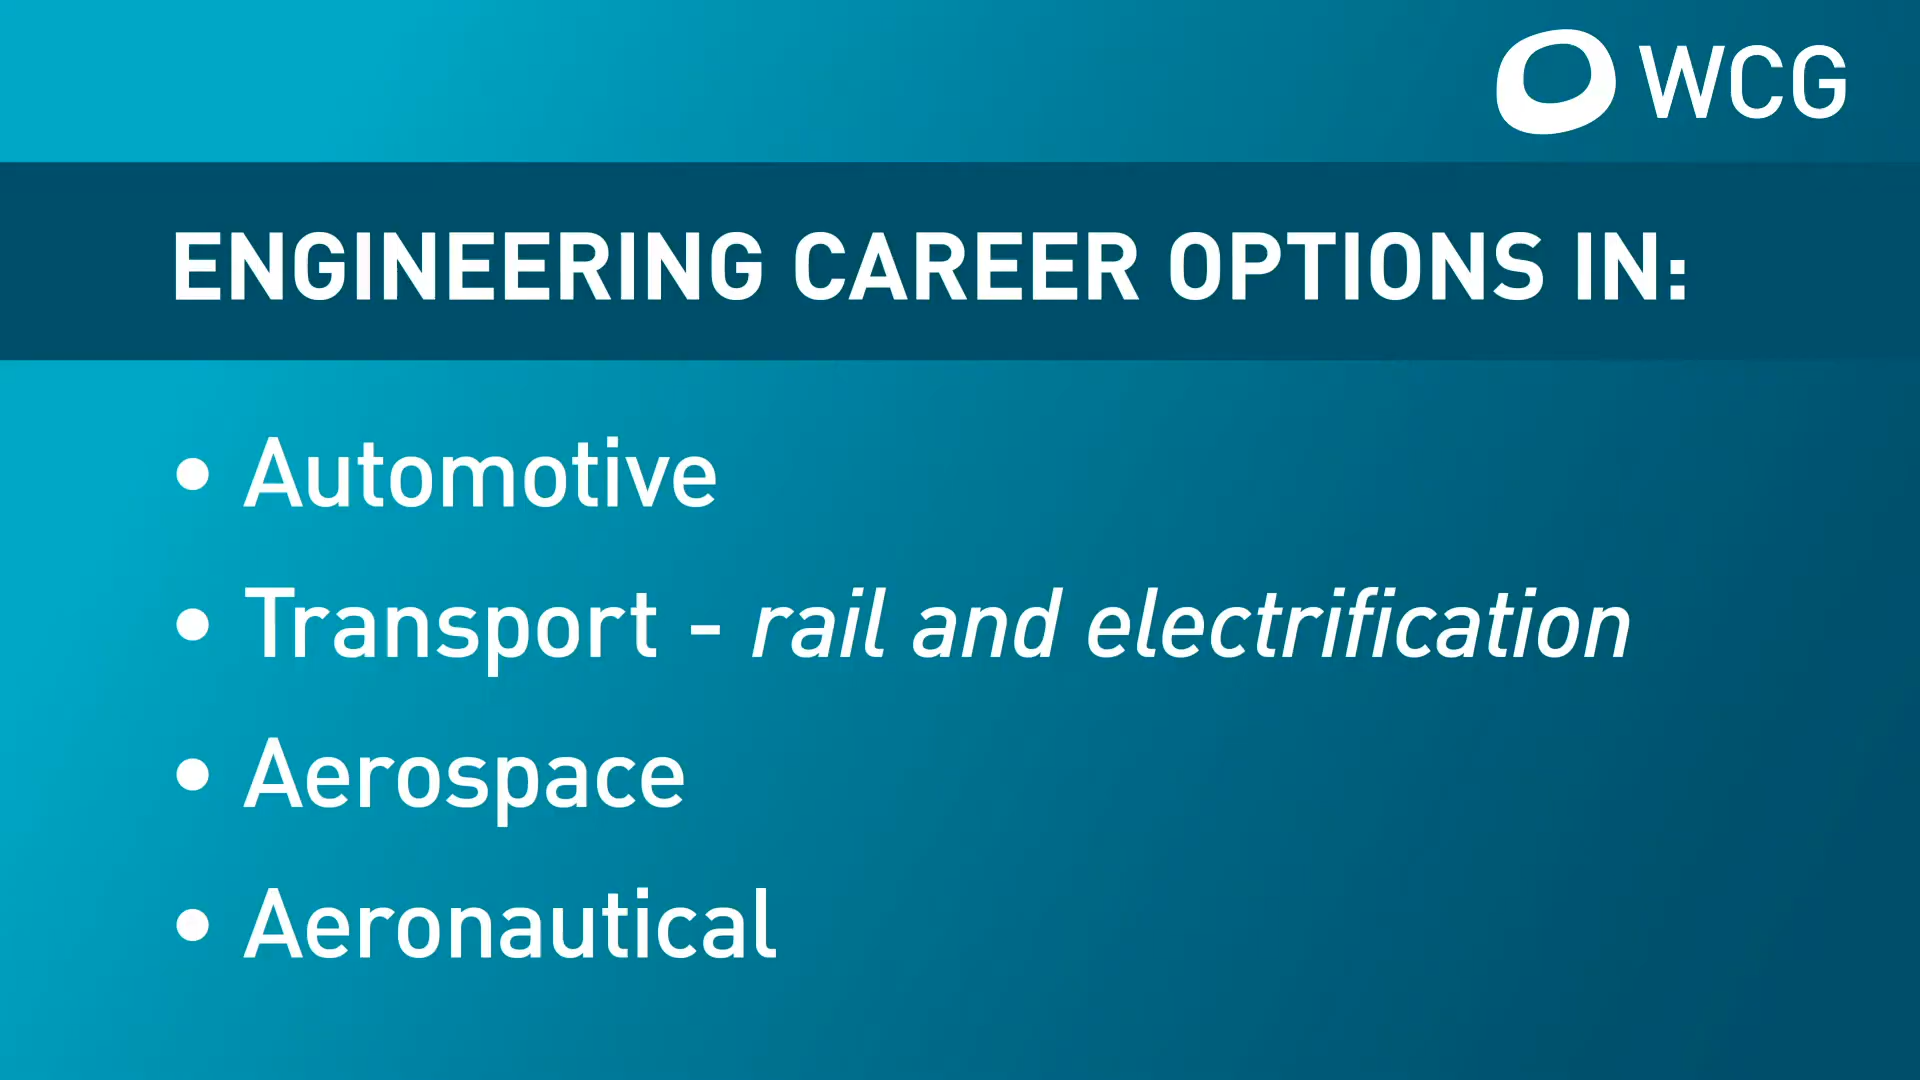 WCG
ENGINEERING CAREER OPTIONS IN:
• Automotive
• Transport - rail and electrification
• Aerospace
• Aeronautical